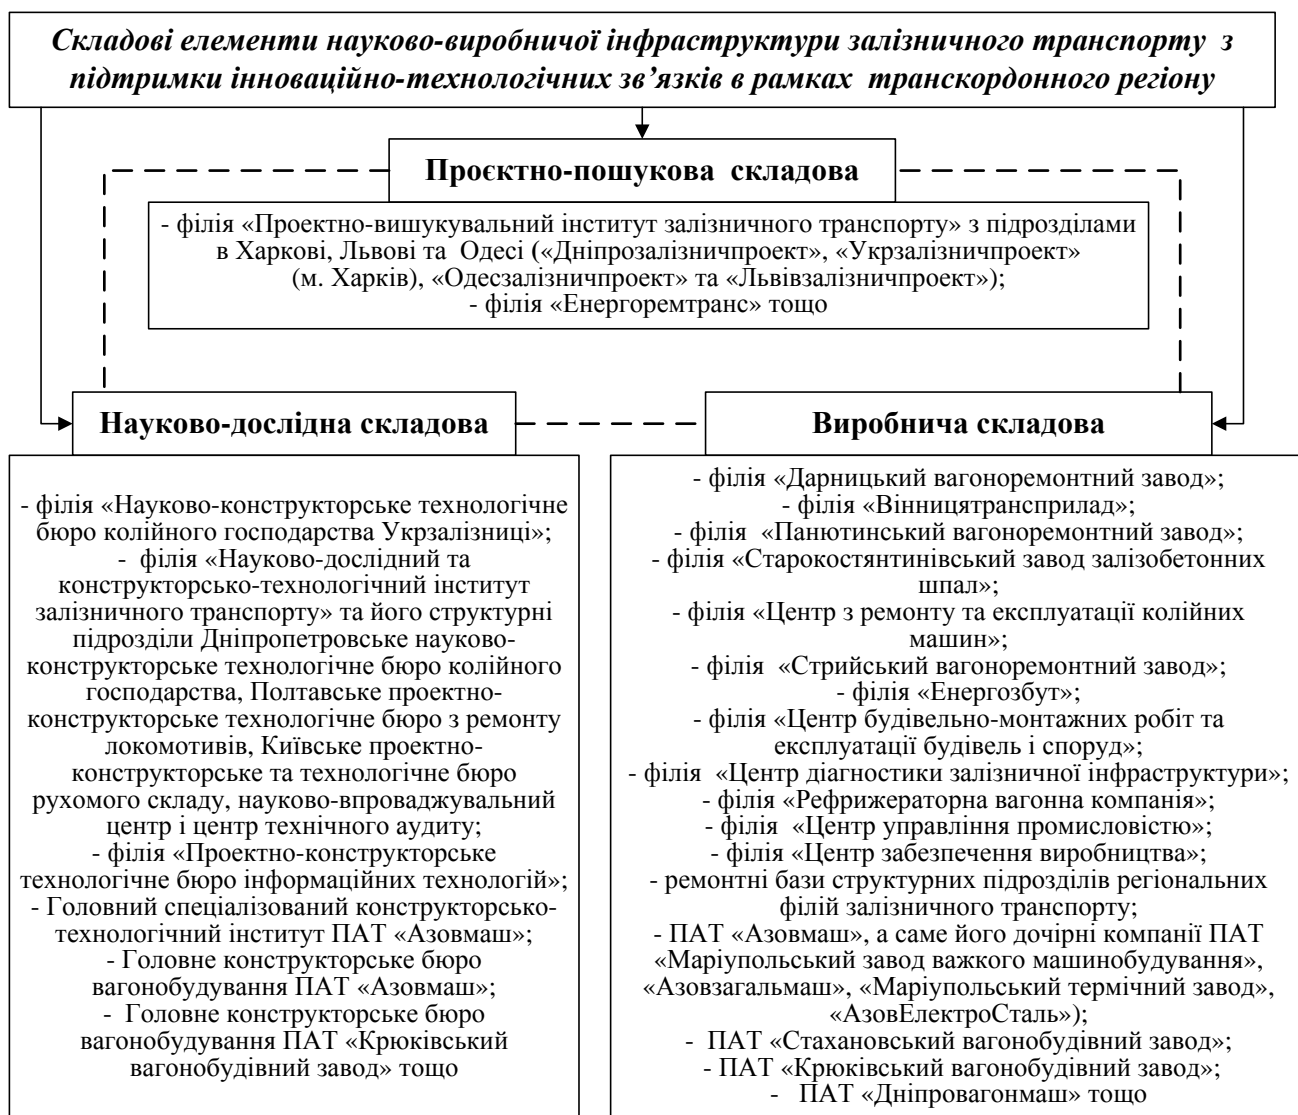 Складові елементи науково-виробничої інфраструктури залізничного транспорту з
підтримки інноваційно-технологічних зв’язків в рамках транскордонного регіону
Проєктно-пошукова складова
- філія «Проектно-вишукувальний інститут залізничного транспорту» з підрозділами
в Харкові, Львові та Одесі («Дніпрозалізничпроект», «Укрзалізничпроект»
(м. Харків), «Одесзалізничпроект» та «Львівзалізничпроект»);
- філія «Енергоремтранс» тощо
Науково-дослідна складова
- філія «Науково-конструкторське технологічне
бюро колійного господарства Укрзалізниці»;
- філія «Науково-дослідний та
конструкторсько-технологічний інститут
залізничного транспорту» та його структурні
підрозділи Дніпропетровське науково-
конструкторське технологічне бюро колійного
господарства, Полтавське проектно-
конструкторське технологічне бюро з ремонту
локомотивів, Київське проектно-
конструкторське та технологічне бюро
рухомого складу, науково-впроваджувальний
центр і центр технічного аудиту;
- філія «Проектно-конструкторське
технологічне бюро інформаційних технологій»;
- Головний спеціалізований конструкторсько-
технологічний інститут ПАТ «Азовмаш»;
- Головне конструкторське бюро
вагонобудування ПАТ «Азовмаш»;
- Головне конструкторське бюро
вагонобудування ПАТ «Крюківський
вагонобудівний завод» тощо
Виробнича складова
- філія «Дарницький вагоноремонтний завод»;
- філія «Вінницятрансприлад»;
- філія «Панютинський вагоноремонтний завод»;
- філія «Старокостянтинівський завод залізобетонних
шпал»;
- філія «Центр з ремонту та експлуатації колійних
машин»;
- філія «Стрийський вагоноремонтний завод»;
- філія «Енергозбут»;
- філія «Центр будівельно-монтажних робіт та
експлуатації будівель і споруд»;
- філія «Центр діагностики залізничної інфраструктури»;
- філія «Рефрижераторна вагонна компанія»;
- філія «Центр управління промисловістю»;
- філія «Центр забезпечення виробництва»;
- ремонтні бази структурних підрозділів регіональних
філій залізничного транспорту;
- ПАТ «Азовмаш», а саме його дочірні компанії ПАТ
«Маріупольський завод важкого машинобудування»,
«Азовзагальмаш», «Маріупольський термічний завод»,
«АзовЕлектроСталь»);
- ПАТ «Стахановський вагонобудівний завод»;
- ПАТ «Крюківський вагонобудівний завод»;
- ПАТ «Дніпровагонмаш» тощо